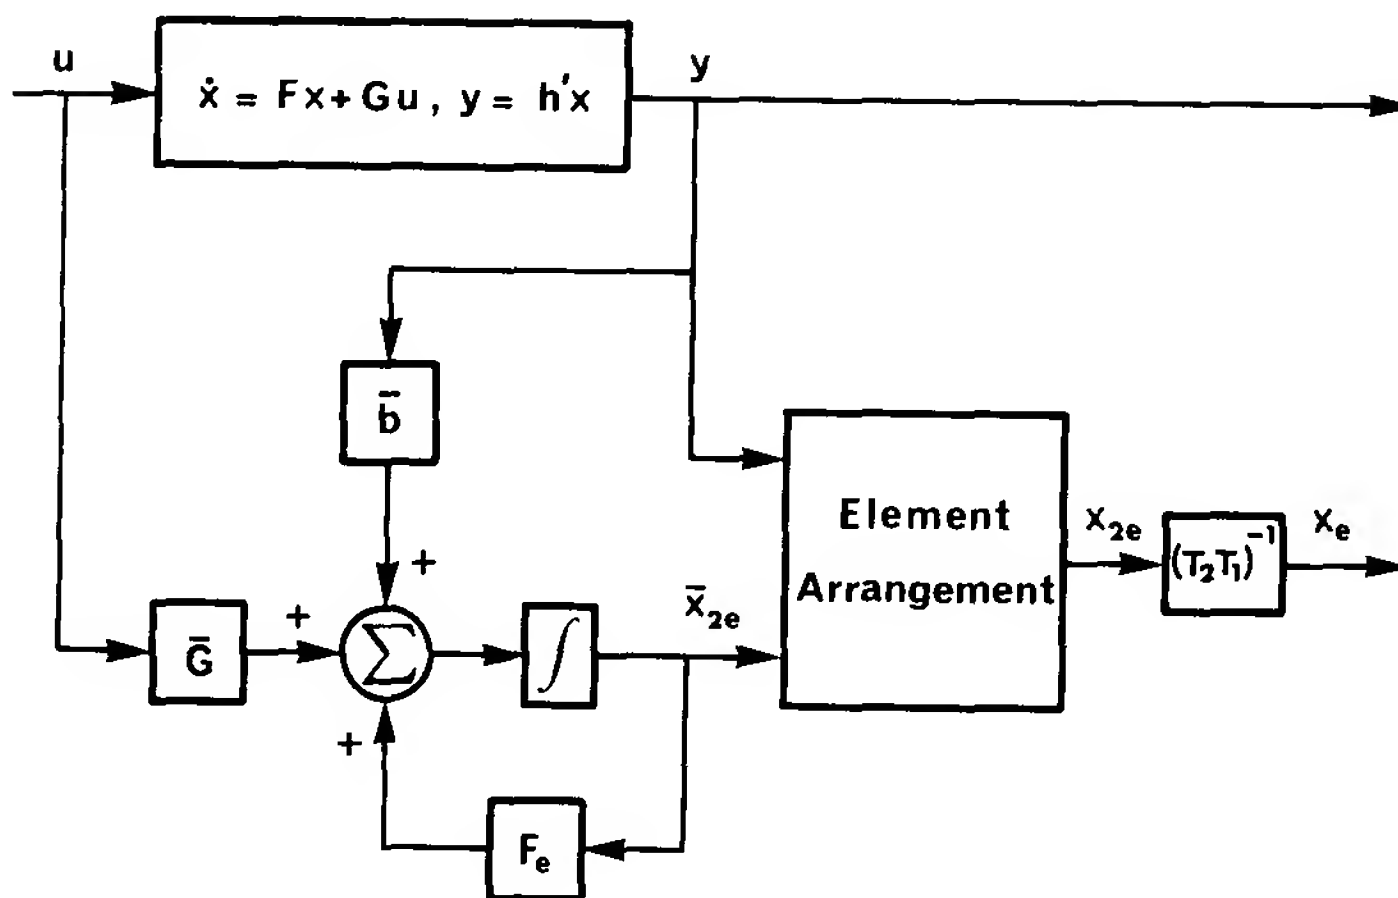 u
ẋ = Fx + Gu, y = h'x
y
b̄
+
Element
Arrangement
x₂ₑ
(T₂T₁)⁻¹
xₑ
x̄₂ₑ
+
Ḡ
Σ
∫
+
Fₑ